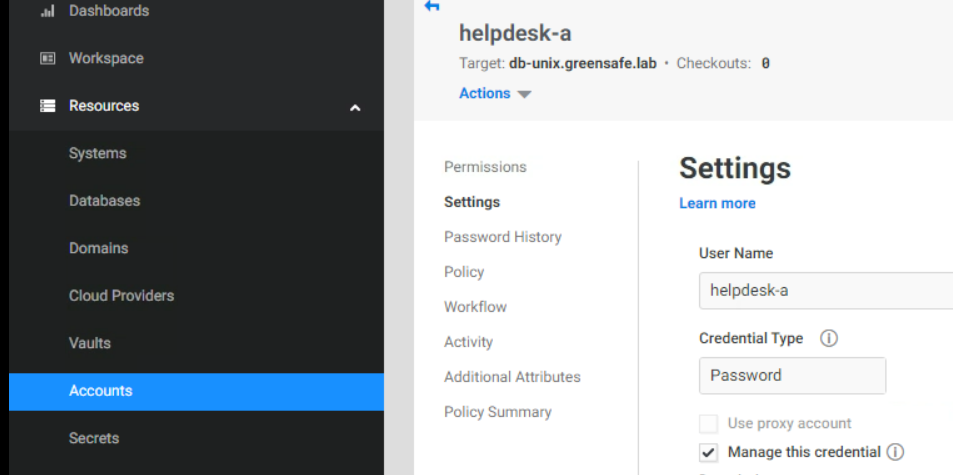 Dashboards
Workspace
Resources
Systems
Databases
Domains
Cloud Providers
Vaults
Accounts
Secrets
helpdesk-a
Target: db-unix.greensafe.lab • Checkouts: 0
Actions
Permissions
Settings
Password History
Policy
Workflow
Activity
Additional Attributes
Policy Summary
Settings
Learn more
User Name
helpdesk-a
Credential Type
Password
Use proxy account
Manage this credential